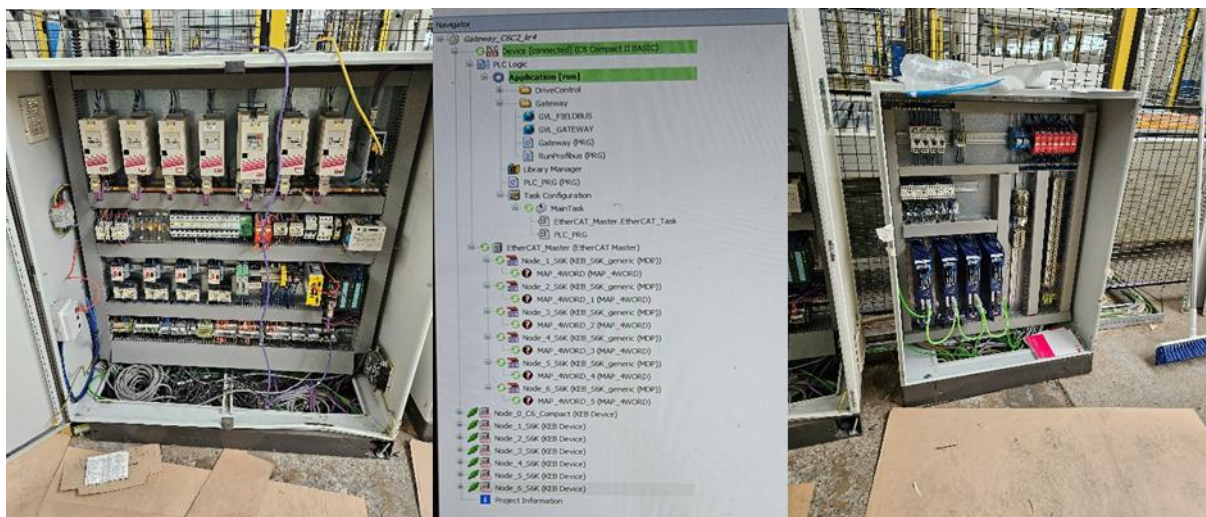 Navigator
Gateway_OSC2_kr4
Device [connected] (C6 Compact II BASIC)
PLC Logic
Application [run]
DriveControl
Gateway
GVL_FIELDBUS
GVL_GATEWAY
Gateway (PRG)
RunProfibus (PRG)
Library Manager
PLC_PRG (PRG)
Task Configuration
MainTask
EtherCAT_Master.EtherCAT_Task
PLC_PRG
EtherCAT_Master (EtherCAT Master)
Node_1_S6K (KEB_S6K_generic (MDP))
MAP_4WORD (MAP_4WORD)
Node_2_S6K (KEB_S6K_generic (MDP))
MAP_4WORD_1 (MAP_4WORD)
Node_3_S6K (KEB_S6K_generic (MDP))
MAP_4WORD_2 (MAP_4WORD)
Node_4_S6K (KEB_S6K_generic (MDP))
MAP_4WORD_3 (MAP_4WORD)
Node_5_S6K (KEB_S6K_generic (MDP))
MAP_4WORD_4 (MAP_4WORD)
Node_6_S6K (KEB_S6K_generic (MDP))
MAP_4WORD_5 (MAP_4WORD)
Node_0_C6_Compact (KEB Device)
Node_1_S6K (KEB Device)
Node_2_S6K (KEB Device)
Node_3_S6K (KEB Device)
Node_4_S6K (KEB Device)
Node_5_S6K (KEB Device)
Node_6_S6K (KEB Device)
Project Information